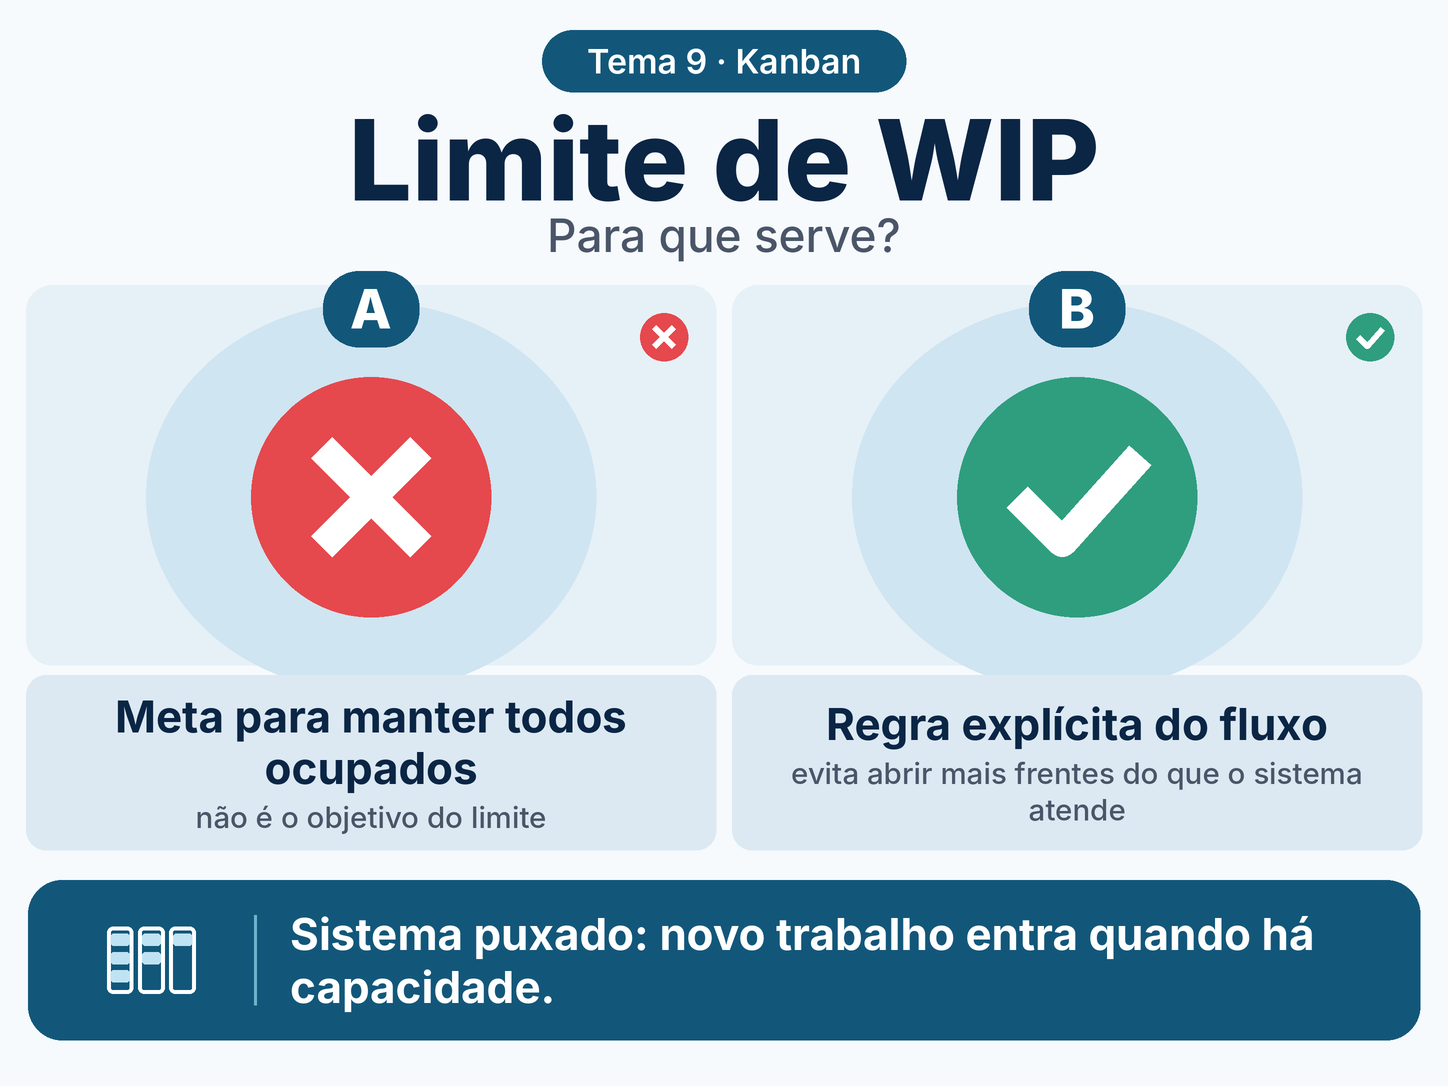 Tema 9 · Kanban
Limite de WIP
Para que serve?
A
B
Meta para manter todos
ocupados
não é o objetivo do limite
Regra explícita do fluxo
evita abrir mais frentes do que o sistema
atende
Sistema puxado: novo trabalho entra quando há
capacidade.